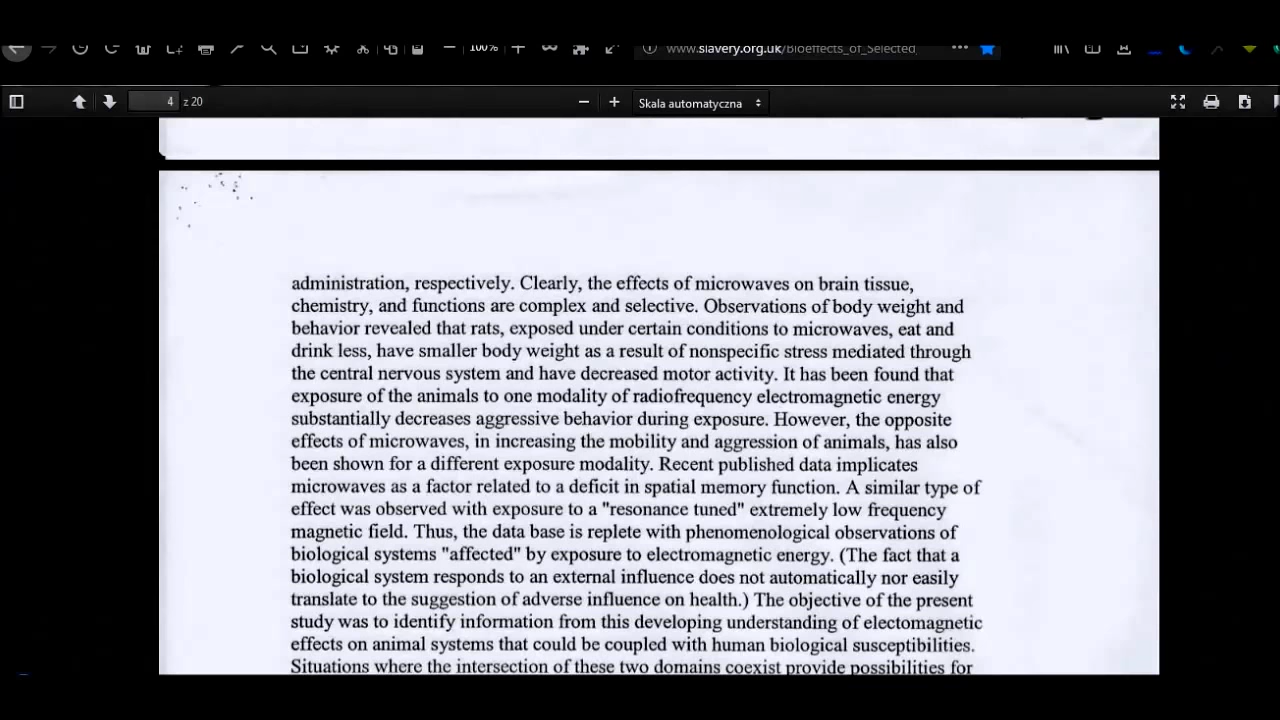 100%
www.slavery.org.uk/Bioeffects_of_Selected
4 z 20
Skala automatyczna
administration, respectively. Clearly, the effects of microwaves on brain tissue,
chemistry, and functions are complex and selective. Observations of body weight and
behavior revealed that rats, exposed under certain conditions to microwaves, eat and
drink less, have smaller body weight as a result of nonspecific stress mediated through
the central nervous system and have decreased motor activity. It has been found that
exposure of the animals to one modality of radiofrequency electromagnetic energy
substantially decreases aggressive behavior during exposure. However, the opposite
effects of microwaves, in increasing the mobility and aggression of animals, has also
been shown for a different exposure modality. Recent published data implicates
microwaves as a factor related to a deficit in spatial memory function. A similar type of
effect was observed with exposure to a "resonance tuned" extremely low frequency
magnetic field. Thus, the data base is replete with phenomenological observations of
biological systems "affected" by exposure to electromagnetic energy. (The fact that a
biological system responds to an external influence does not automatically nor easily
translate to the suggestion of adverse influence on health.) The objective of the present
study was to identify information from this developing understanding of electomagnetic
effects on animal systems that could be coupled with human biological susceptibilities.
Situations where the intersection of these two domains coexist provide possibilities for